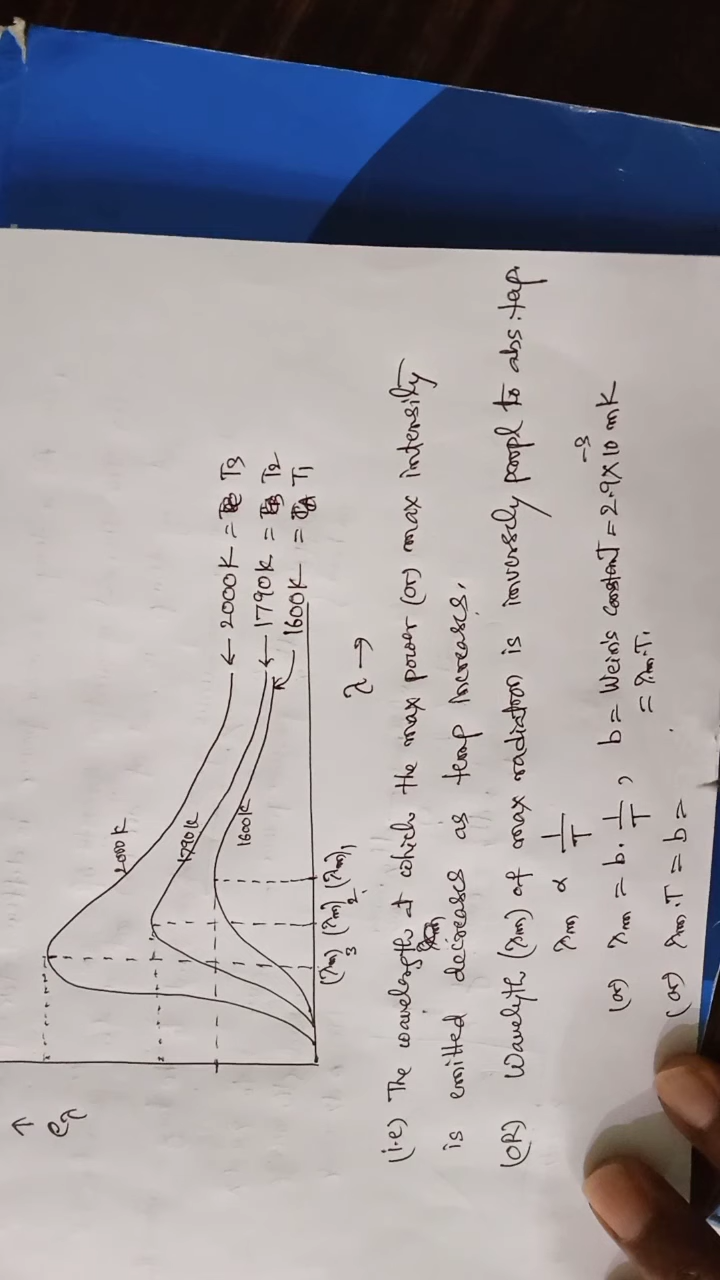 ↑
eλ
2000K
1790K
1600K
← 2000K = T3
← 1790K = T2
1600K = T1
(λm)3 (λm)2 (λm)1
λ →
(i.e) The wavelength at which the max power (or) max intensity
is emitted decreases as temp increases.
(OR) Wavelgth (λm) of max radiation is inversely propl to abs. tep.
λm ∝ 1/T
(or) λm = b. 1/T, b = Wein's constant = 2.9 × 10⁻³ mK
= λm.T.
(or) λm.T = b =